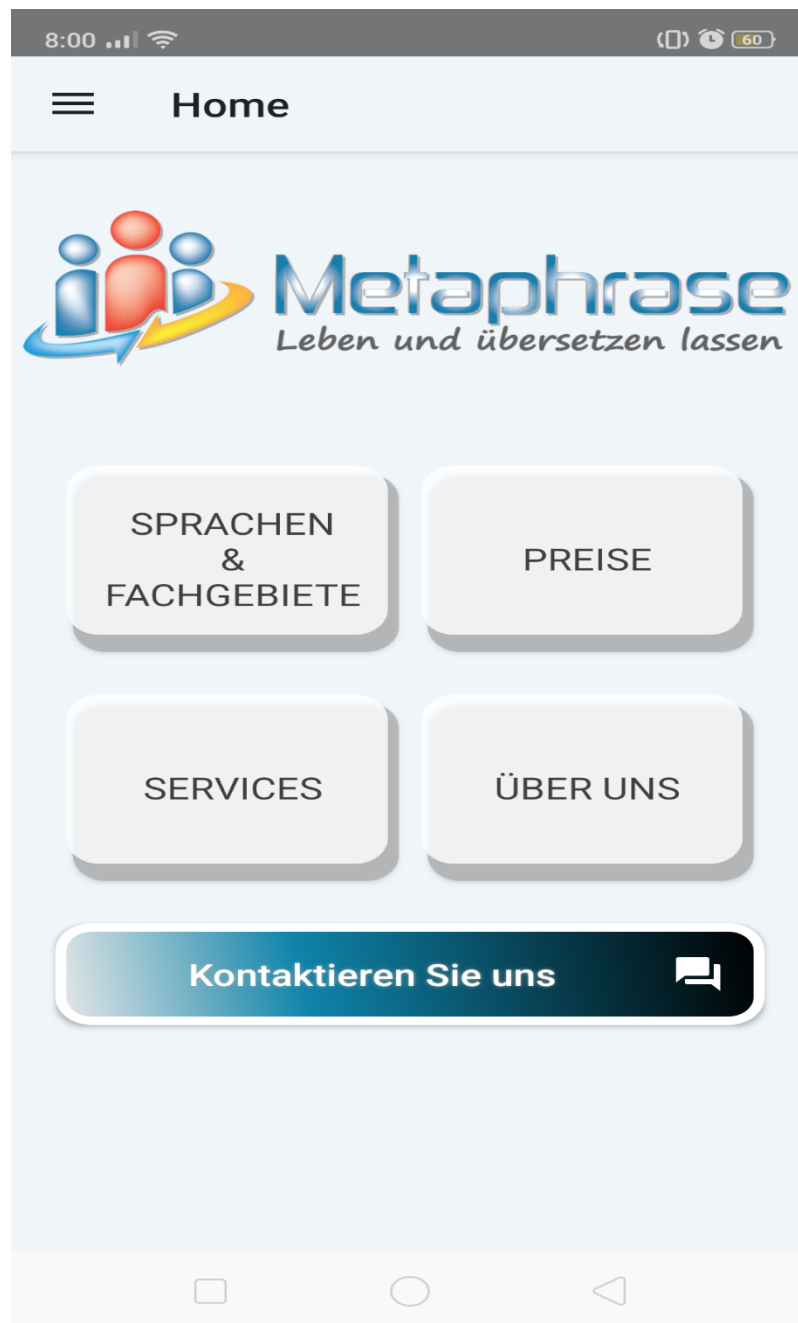 8:00
60
Home
Metaphrase
Leben und übersetzen lassen
SPRACHEN
&
FACHGEBIETE
PREISE
SERVICES
ÜBER UNS
Kontaktieren Sie uns